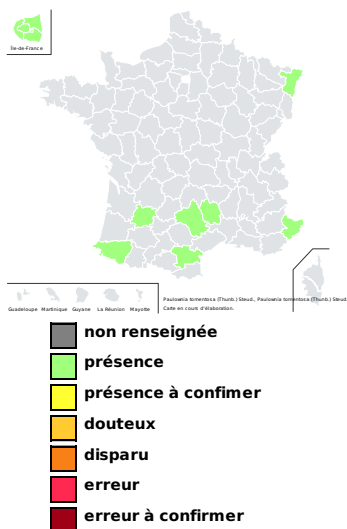 Île-de-France
Guadeloupe Martinique Guyane La Réunion Mayotte
Paulownia tomentosa (Thunb.) Steud., Paulownia tomentosa (Thunb.) Steud.
Carte en cours d'élaboration.
non renseignée
présence
présence à confimer
douteux
disparu
erreur
erreur à confirmer